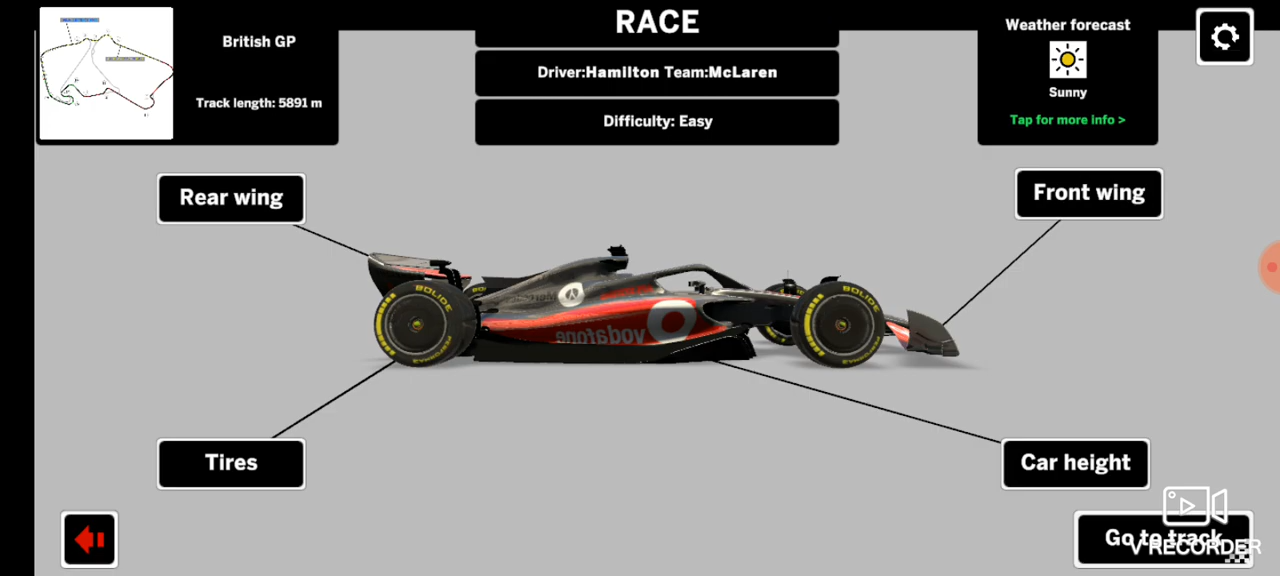 RACE
British GP
Track length: 5891 m
Driver:Hamilton Team:McLaren
Difficulty: Easy
Weather forecast
Sunny
Tap for more info >
Rear wing
Front wing
BOLIDE
BOLIDE
vodafone
Tires
Car height
Go to track
V RECORDER